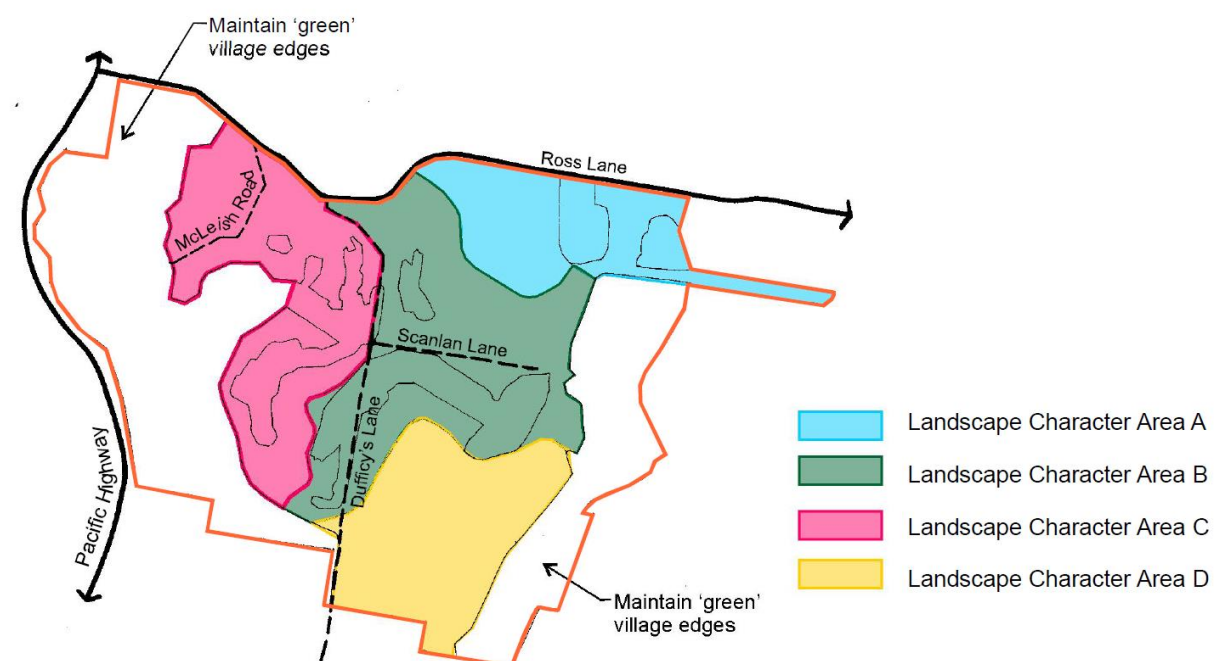 Maintain ‘green’
village edges
Ross Lane
McLeish Road
Scanlan Lane
Dufficy’s Lane
Pacific Highway
Landscape Character Area A
Landscape Character Area B
Landscape Character Area C
Landscape Character Area D
Maintain ‘green’
village edges